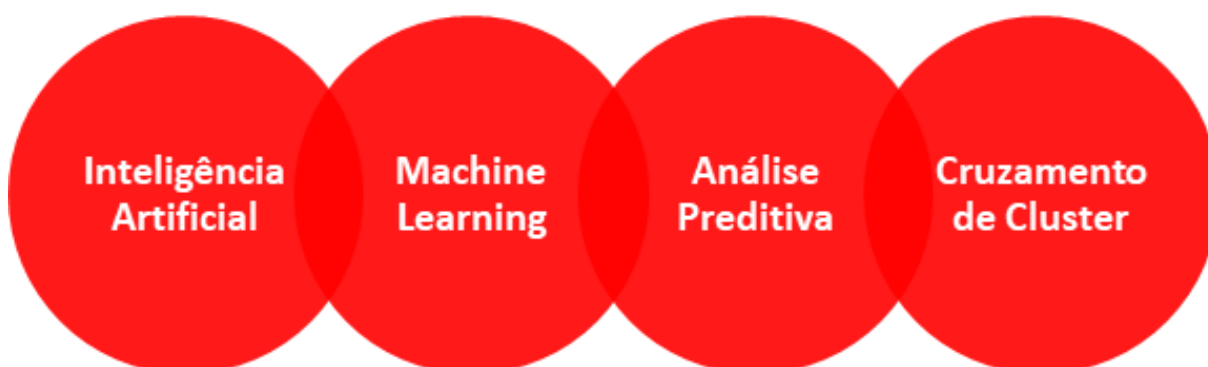 Inteligência
Artificial
Machine
Learning
Análise
Preditiva
Cruzamento
de Cluster